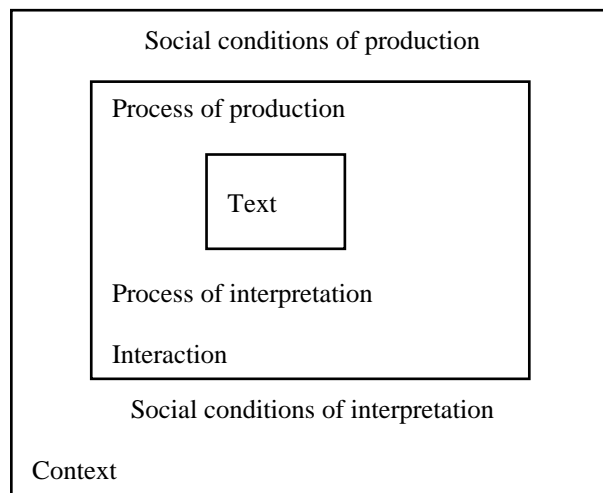 Social conditions of production
Process of production
Text
Process of interpretation
Interaction
Social conditions of interpretation
Context